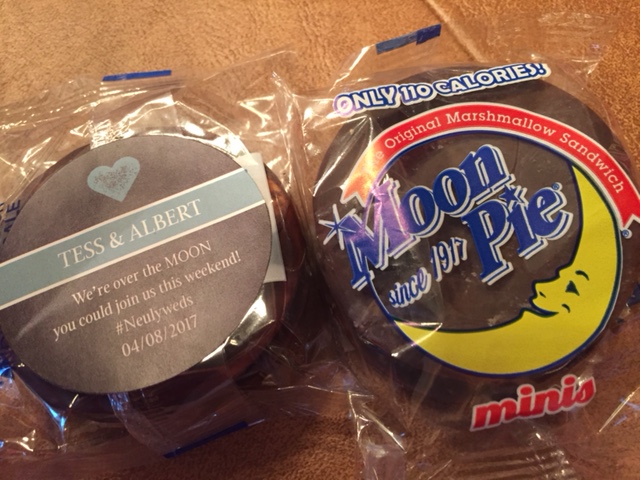 TESS & ALBERT
We're over the MOON
you could join us this weekend!
#Neulyweds
04/08/2017
ONLY 110 CALORIES!
Original Marshmallow Sandwich
Moon
Pie
since 1917
minis